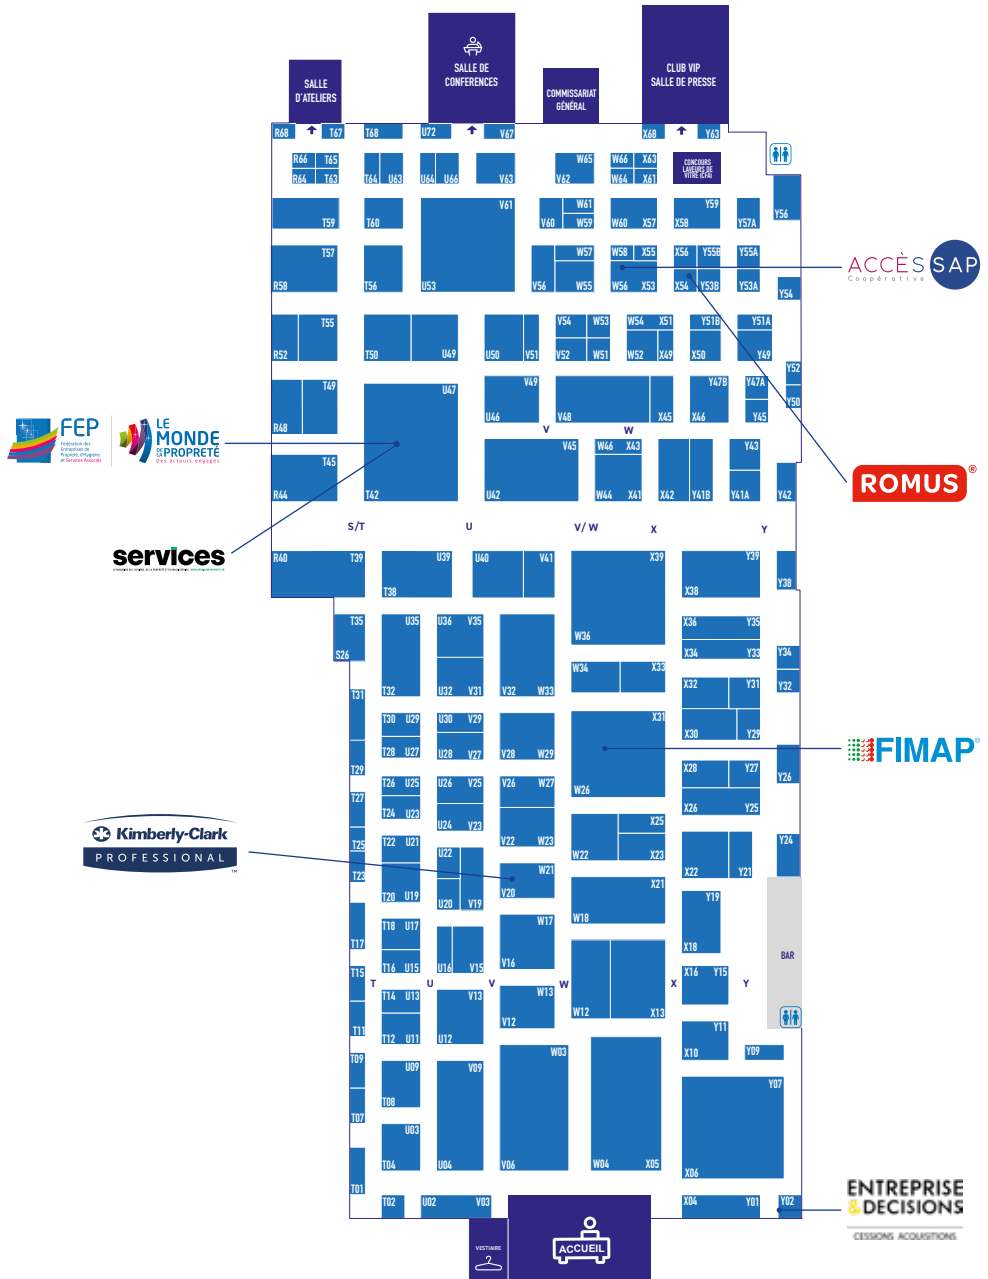 SALLE
D'ATELIERS
SALLE DE
CONFERENCES
COMMISSARIAT
GÉNÉRAL
CLUB VIP
SALLE DE PRESSE
R68 T67 T68 U72 V67 X68 Y63
R66 T65 W65 W66 X63
CONCOURS
LAVEURS DE
VITRE (CFA)
R64 T63 T64 U63 U64 U66 V63 V62 W64 X61
V61 W61 Y59
T59 T60 V60 W59 W60 X57 X58 Y57A Y56
T57 W57 W58 X55 X56 Y55B Y55A
R58 T56 U53 V56 W55 W56 X53 X54 Y53B Y53A Y54
ACCÈS SAP
Coopérative
T55 V54 W53 W54 X51 Y51B Y51A
R52 T50 U49 U50 V51 V52 W51 W52 X49 X50 Y49
Y52
T49 U47 V49 Y47B Y47A
Y50
R48 U46 V48 X45 X46 Y45
V W
FEP
Fédération des
Entreprises de
Propreté, d'Hygiène
et Services Associés
LE
MONDE
DE
LA PROPRETÉ
Des acteurs engagés
T45 V45 W46 X43 Y43
R44 T42 U42 W44 X41 X42 Y41B Y41A Y42
ROMUS®
S/T U V/W X Y
services
R40 T39 U39 U40 V41 X39 Y39
T38 X38 Y38
T35 U35 U36 V35 X36 Y35
W36
S26 X34 Y33 Y34
X33
W34
T32 U32 V31 V32 W33 X32 Y31 Y32
T31
T30 U29 U30 V29 X31
X30 Y29
T28 U27 U28 V27 V28 W29
FIMAP®
T29
T26 U25 U26 V25 V26 W27 X28 Y27 Y26
W26
T27
T24 U23 U24 V23 X26 Y25
X25
Kimberly-Clark
PROFESSIONAL™
T25 T22 U21 V22 W23 Y24
U22 W22 X23
T23 W21 X22 Y21
T20 U19 U20 V19 V20 X21
Y19
T18 U17 W17 W18
T17 X18
BAR
T16 U15 U16 V15 V16
T15 X16 Y15
T U V W X Y
T14 U13 V13 W13
W12 X13
T11 T12 U11 U12 V12 Y11
X10 Y09
T09 U09 V09 W03
Y07
T08
T07
U03
T04 U04 V06 W04 X05
X06
T01
T02 U02 V03 X04 Y01 Y02
ENTREPRISE
&DECISIONS
CESSIONS ACQUISITIONS
VESTIAIRE
ACCUEIL